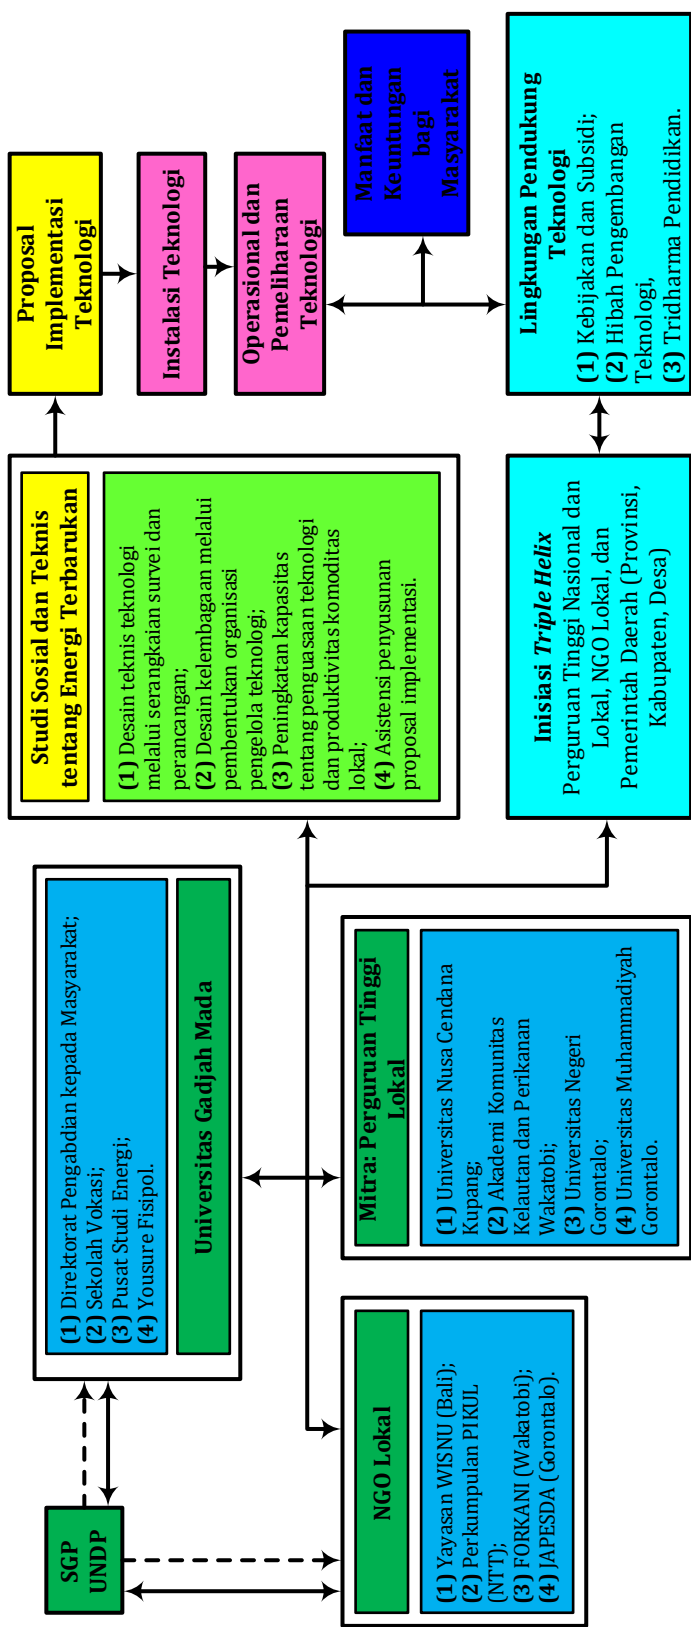 SGP
UNDP
(1) Direktorat Pengabdian kepada Masyarakat;
(2) Sekolah Vokasi;
(3) Pusat Studi Energi;
(4) Yousure Fisipol.
Universitas Gadjah Mada
NGO Lokal
(1) Yayasan WISNU (Bali);
(2) Perkumpulan PIKUL
(NTT);
(3) FORKANI (Wakatobi);
(4) JAPESDA (Gorontalo).
Mitra: Perguruan Tinggi
Lokal
(1) Universitas Nusa Cendana
Kupang;
(2) Akademi Komunitas
Kelautan dan Perikanan
Wakatobi;
(3) Universitas Negeri
Gorontalo;
(4) Universitas Muhammadiyah
Gorontalo.
Studi Sosial dan Teknis
tentang Energi Terbarukan
(1) Desain teknis teknologi
melalui serangkaian survei dan
perancangan;
(2) Desain kelembagaan melalui
pembentukan organisasi
pengelola teknologi;
(3) Peningkatan kapasitas
tentang penguasaan teknologi
dan produktivitas komoditas
lokal;
(4) Asistensi penyusunan
proposal implementasi.
Inisiasi Triple Helix
Perguruan Tinggi Nasional dan
Lokal, NGO Lokal, dan
Pemerintah Daerah (Provinsi,
Kabupaten, Desa)
Proposal
Implementasi
Teknologi
Instalasi Teknologi
Operasional dan
Pemeliharaan
Teknologi
Manfaat dan
Keuntungan
bagi
Masyarakat
Lingkungan Pendukung
Teknologi
(1) Kebijakan dan Subsidi;
(2) Hibah Pengembangan
Teknologi,
(3) Tridharma Pendidikan.